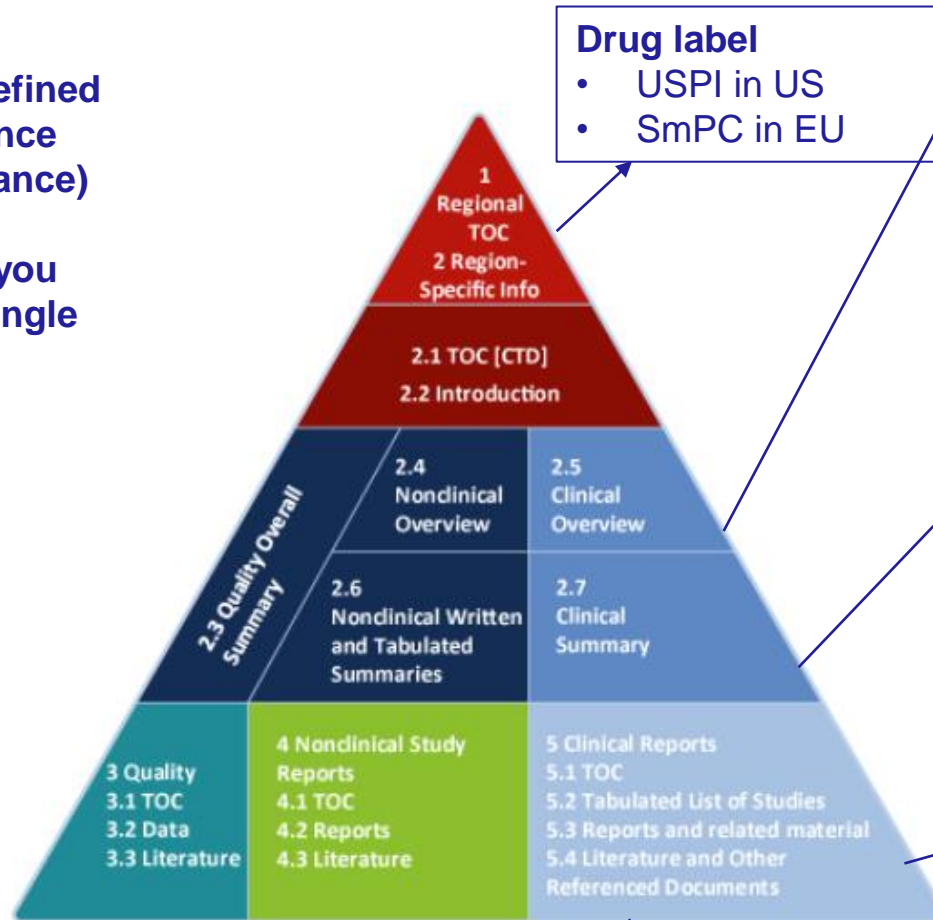 Drug label
• USPI in US
• SmPC in EU
efined
nce
ance)
you
ngle
1
Regional
TOC
2 Region-
Specific Info
2.1 TOC [CTD]
2.2 Introduction
2.3 Quality Overall
Summary
2.4
Nonclinical
Overview
2.5
Clinical
Overview
2.6
Nonclinical Written
and Tabulated
Summaries
2.7
Clinical
Summary
3 Quality
3.1 TOC
3.2 Data
3.3 Literature
4 Nonclinical Study
Reports
4.1 TOC
4.2 Reports
4.3 Literature
5 Clinical Reports
5.1 TOC
5.2 Tabulated List of Studies
5.3 Reports and related material
5.4 Literature and Other
Referenced Documents